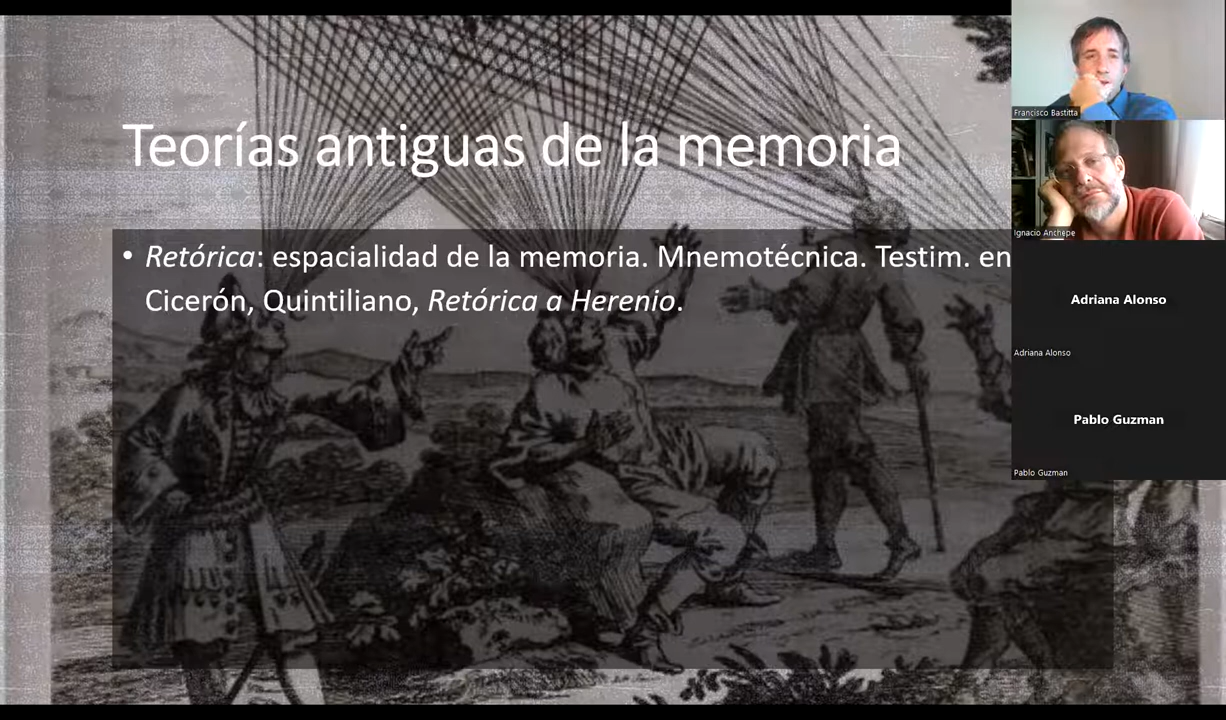 Teorías antiguas de la memoria
• Retórica: espacialidad de la memoria. Mnemotécnica. Testim. en
Cicerón, Quintiliano, Retórica a Herenio.
Francisco Bastitta
Ignacio Anchepe
Adriana Alonso
Adriana Alonso
Pablo Guzman
Pablo Guzman